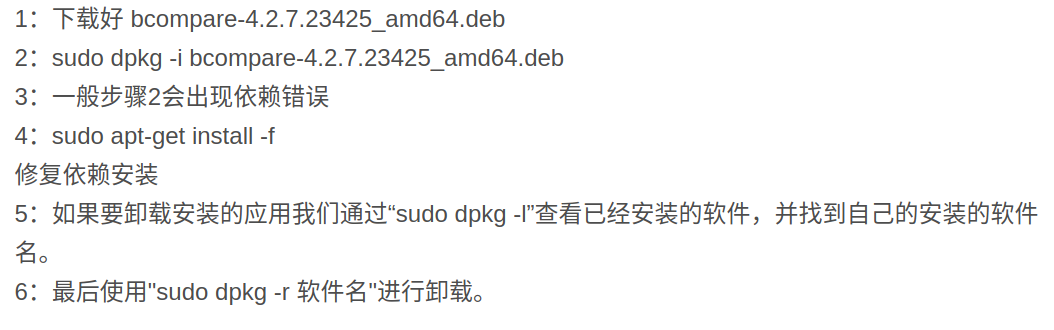 1：下载好 bcompare-4.2.7.23425_amd64.deb
2：sudo dpkg -i bcompare-4.2.7.23425_amd64.deb
3：一般步骤2会出现依赖错误
4：sudo apt-get install -f
修复依赖安装
5：如果要卸载安装的应用我们通过“sudo dpkg -l”查看已经安装的软件，并找到自己的安装的软件
名。
6：最后使用"sudo dpkg -r 软件名"进行卸载。